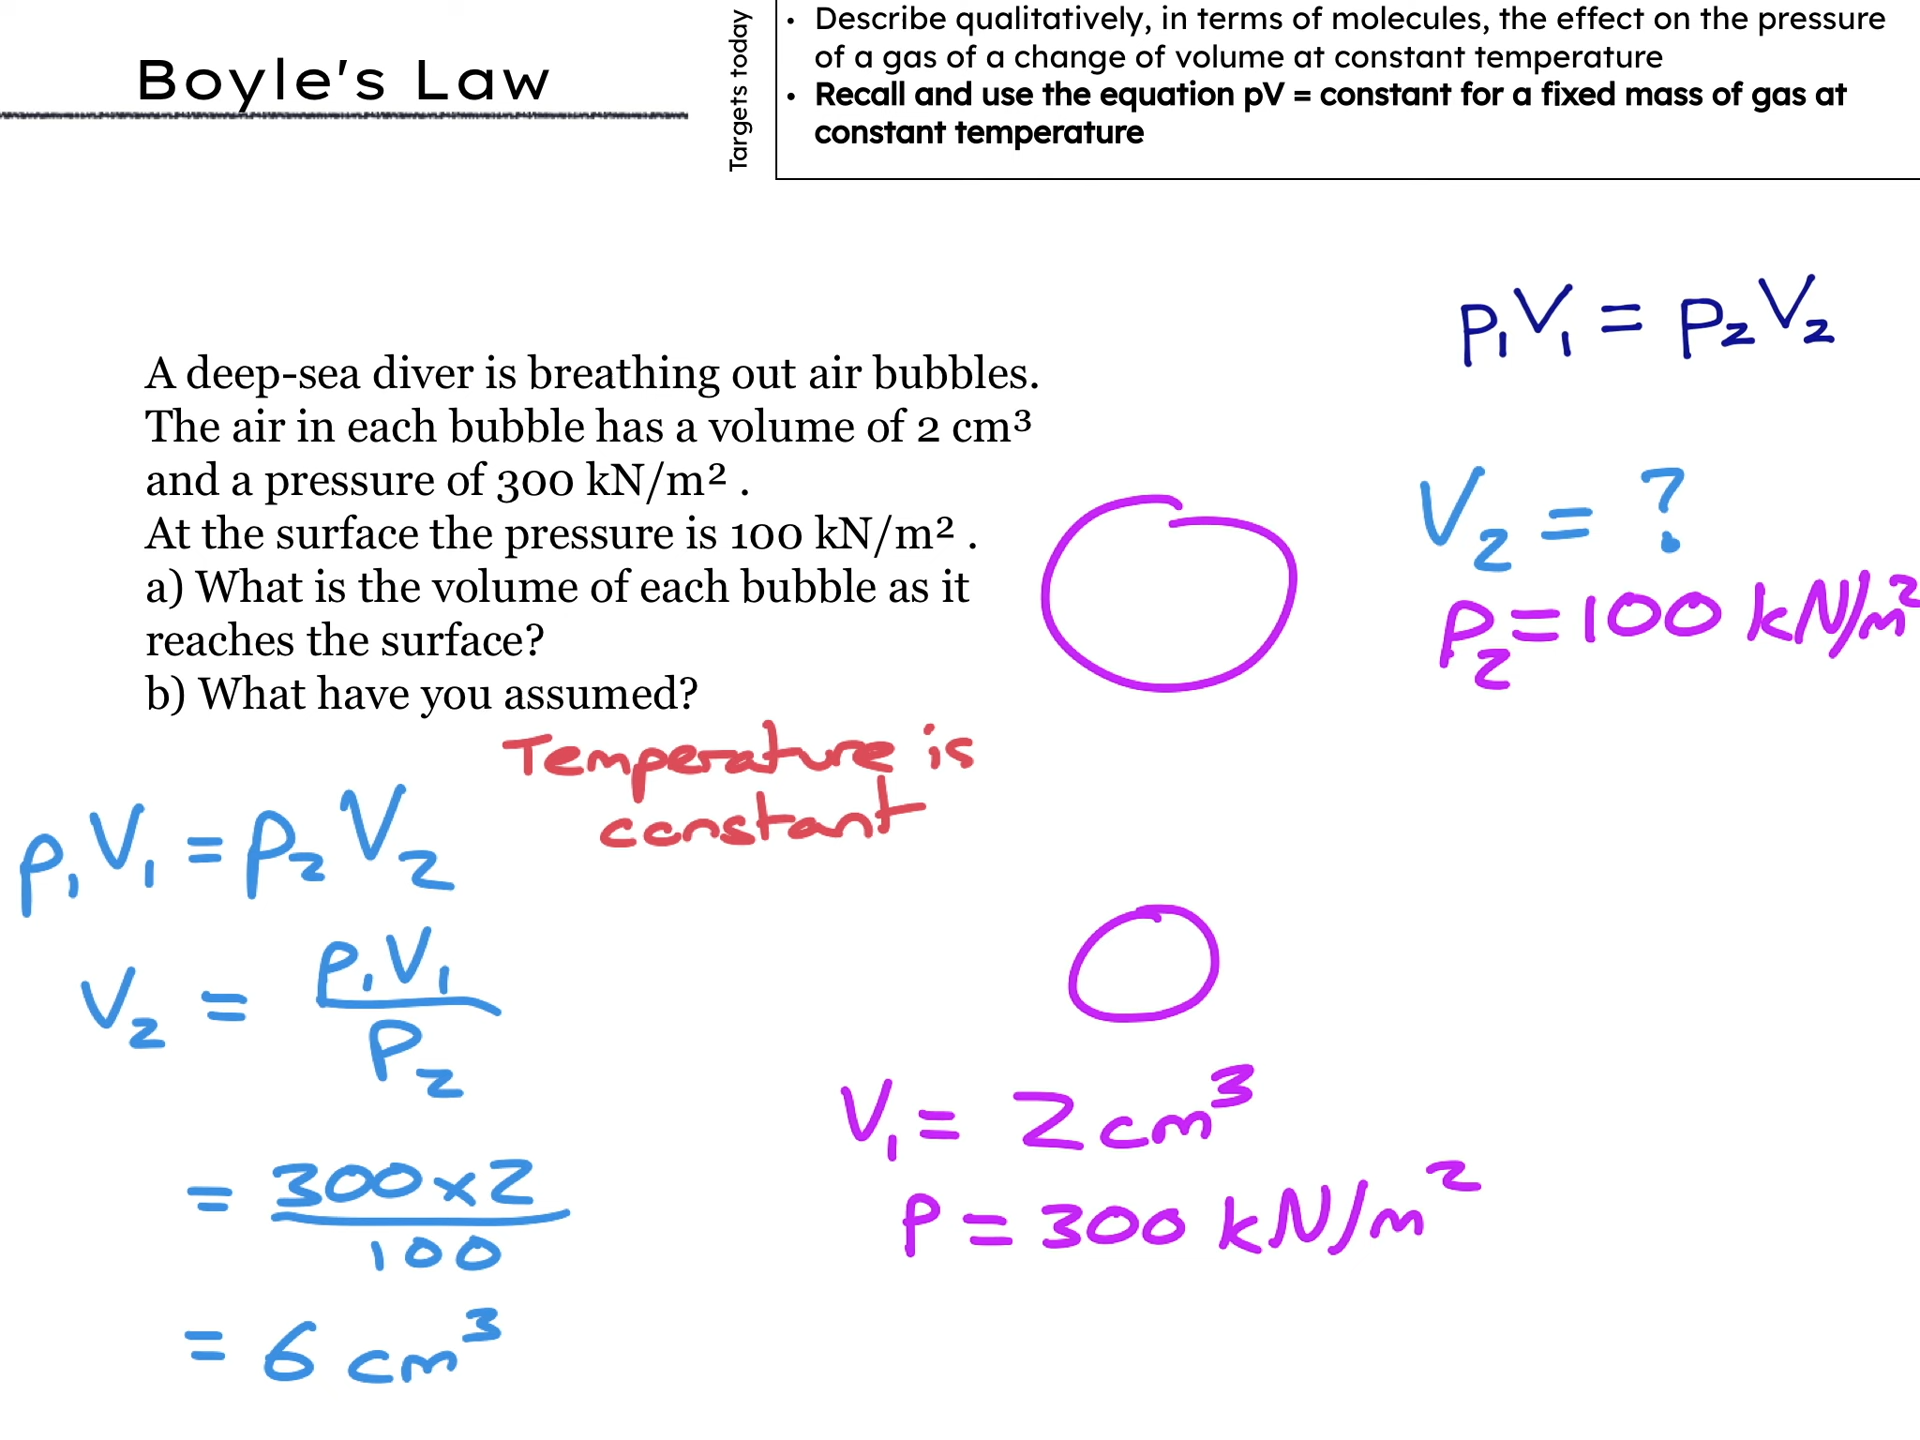 Boyle's Law
Targets today
• Describe qualitatively, in terms of molecules, the effect on the pressure
of a gas of a change of volume at constant temperature
• Recall and use the equation pV = constant for a fixed mass of gas at
constant temperature
p₁V₁ = p₂V₂
A deep-sea diver is breathing out air bubbles.
The air in each bubble has a volume of 2 cm³
and a pressure of 300 kN/m² .
At the surface the pressure is 100 kN/m² .
a) What is the volume of each bubble as it
reaches the surface?
b) What have you assumed?
Temperature is
constant
V₂ = ?
P₂ = 100 kN/m²
p₁V₁ = p₂V₂
V₂ = P₁V₁
P₂
= 300 × 2
100
= 6 cm³
V₁ = 2 cm³
P = 300 kN/m²